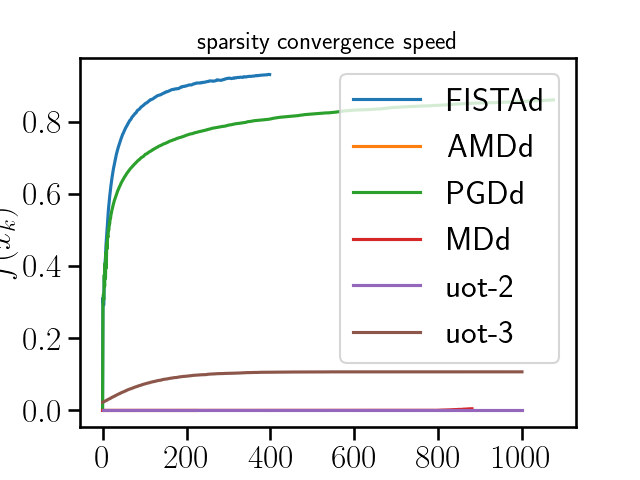 sparsity convergence speed
f(x_k)
0.8
0.6
0.4
0.2
0.0
0 200 400 600 800 1000
FISTAd
AMDd
PGDd
MDd
uot-2
uot-3